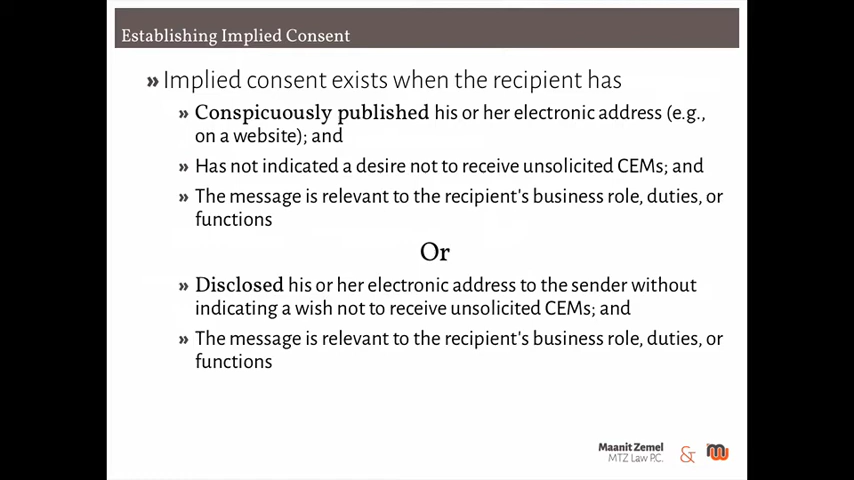 Establishing Implied Consent
» Implied consent exists when the recipient has
» Conspicuously published his or her electronic address (e.g.,
on a website); and
» Has not indicated a desire not to receive unsolicited CEMs; and
» The message is relevant to the recipient's business role, duties, or
functions
Or
» Disclosed his or her electronic address to the sender without
indicating a wish not to receive unsolicited CEMs; and
» The message is relevant to the recipient's business role, duties, or
functions
Maanit Zemel
MTZ Law P.C.
&
m